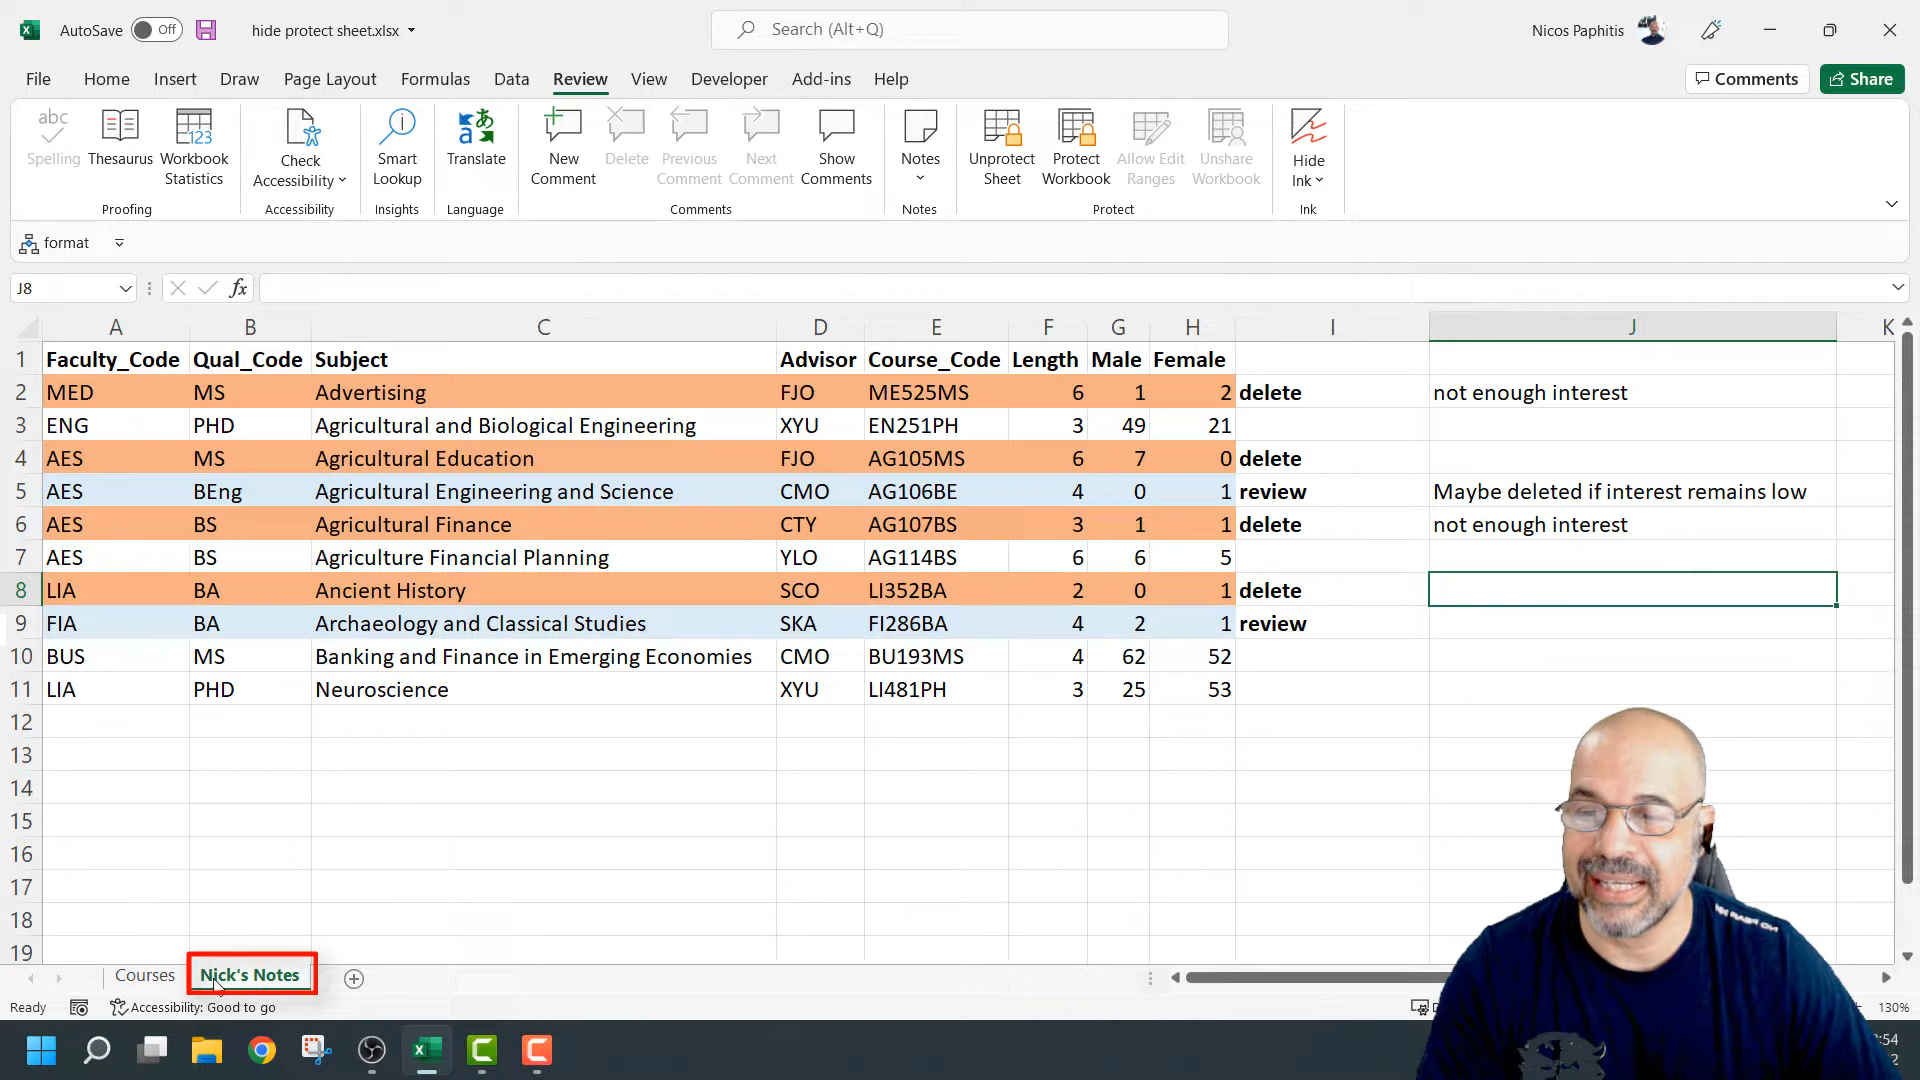 AutoSave Off hide protect sheet.xlsx Search (Alt+Q) Nicos Paphitis
File Home Insert Draw Page Layout Formulas Data Review View Developer Add-ins Help Comments Share
abc
Spelling Thesaurus Workbook Statistics Check Accessibility Smart Lookup Translate New Comment Delete Previous Comment Next Comment Show Comments Notes Unprotect Sheet Protect Workbook Allow Edit Ranges Unshare Workbook Hide Ink
Proofing Accessibility Insights Language Comments Notes Protect Ink
format
J8 fx
A B C D E F G H I J K
1 Faculty_Code Qual_Code Subject Advisor Course_Code Length Male Female
2 MED MS Advertising FJO ME525MS 6 1 2 delete not enough interest
3 ENG PHD Agricultural and Biological Engineering XYU EN251PH 3 49 21
4 AES MS Agricultural Education FJO AG105MS 6 7 0 delete
5 AES BEng Agricultural Engineering and Science CMO AG106BE 4 0 1 review Maybe deleted if interest remains low
6 AES BS Agricultural Finance CTY AG107BS 3 1 1 delete not enough interest
7 AES BS Agriculture Financial Planning YLO AG114BS 6 6 5
8 LIA BA Ancient History SCO LI352BA 2 0 1 delete
9 FIA BA Archaeology and Classical Studies SKA FI286BA 4 2 1 review
10 BUS MS Banking and Finance in Emerging Economies CMO BU193MS 4 62 52
11 LIA PHD Neuroscience XYU LI481PH 3 25 53
12
13
14
15
16
17
18
19
Courses Nick's Notes
Ready Accessibility: Good to go 130%
:54